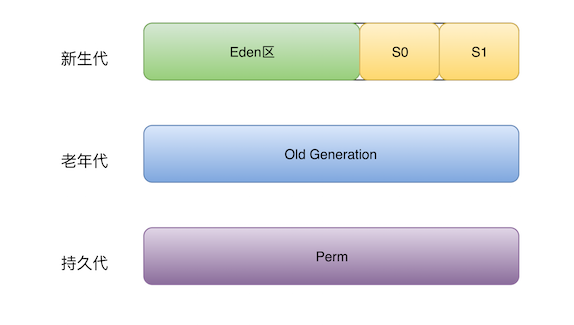 新生代
Eden区
S0
S1
老年代
Old Generation
持久代
Perm